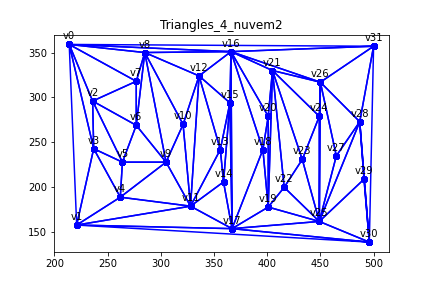 Triangles_4_nuvem2
v0
v31
v16
v8
v12
v21
v26
v7
v2
v15
v20
v24
v28
v6
v10
v3
v13
v18
v27
v5
v9
v23
v14
v22
v29
v4
v11
v19
v1
v17
v25
v30
350
300
250
200
150
200
250
300
350
400
450
500